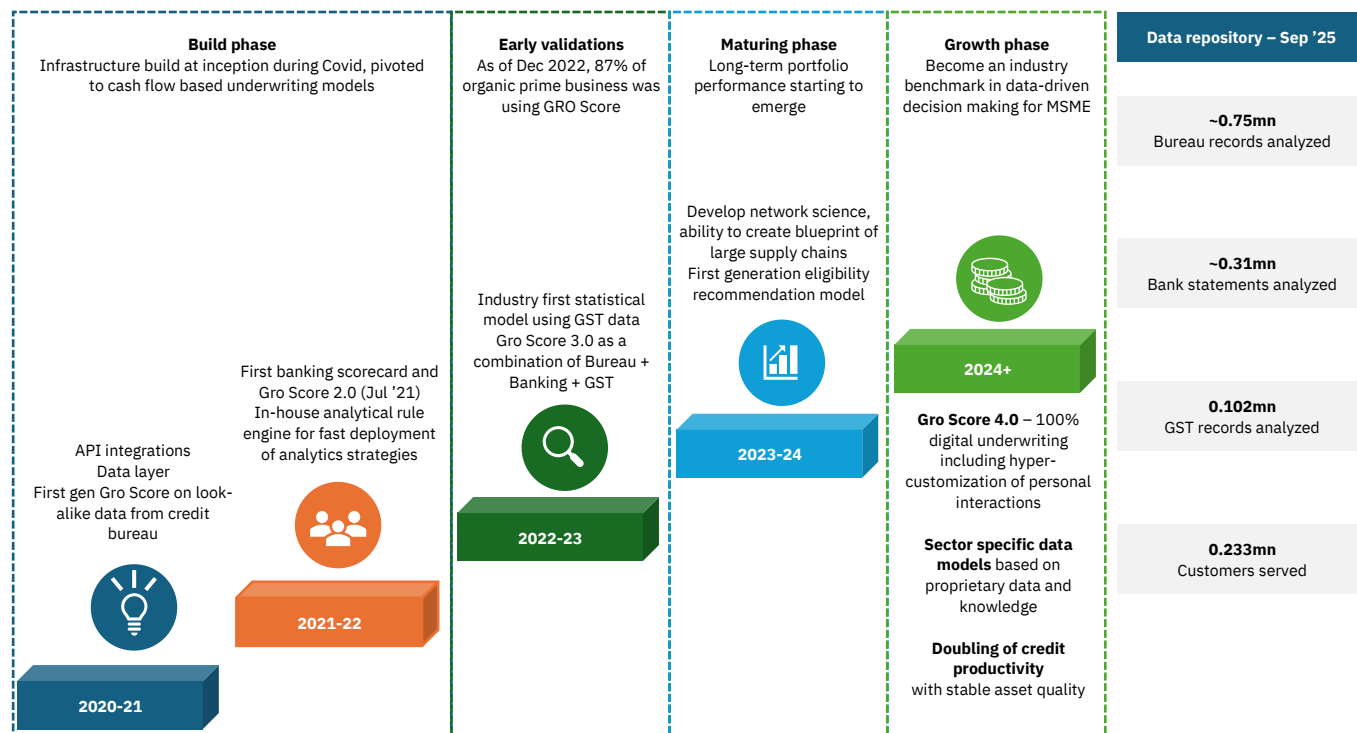 Build phase
Infrastructure build at inception during Covid, pivoted
to cash flow based underwriting models
API integrations
Data layer
First gen Gro Score on look-
alike data from credit
bureau
2020-21
First banking scorecard and
Gro Score 2.0 (Jul ’21)
In-house analytical rule
engine for fast deployment
of analytics strategies
2021-22
Early validations
As of Dec 2022, 87% of
organic prime business was
using GRO Score
Industry first statistical
model using GST data
Gro Score 3.0 as a
combination of Bureau +
Banking + GST
2022-23
Maturing phase
Long-term portfolio
performance starting to
emerge
Develop network science,
ability to create blueprint of
large supply chains
First generation eligibility
recommendation model
2023-24
Growth phase
Become an industry
benchmark in data-driven
decision making for MSME
2024+
Gro Score 4.0 – 100%
digital underwriting
including hyper-
customization of personal
interactions
Sector specific data
models based on
proprietary data and
knowledge
Doubling of credit
productivity
with stable asset quality
Data repository – Sep ’25
~0.75mn
Bureau records analyzed
~0.31mn
Bank statements analyzed
0.102mn
GST records analyzed
0.233mn
Customers served